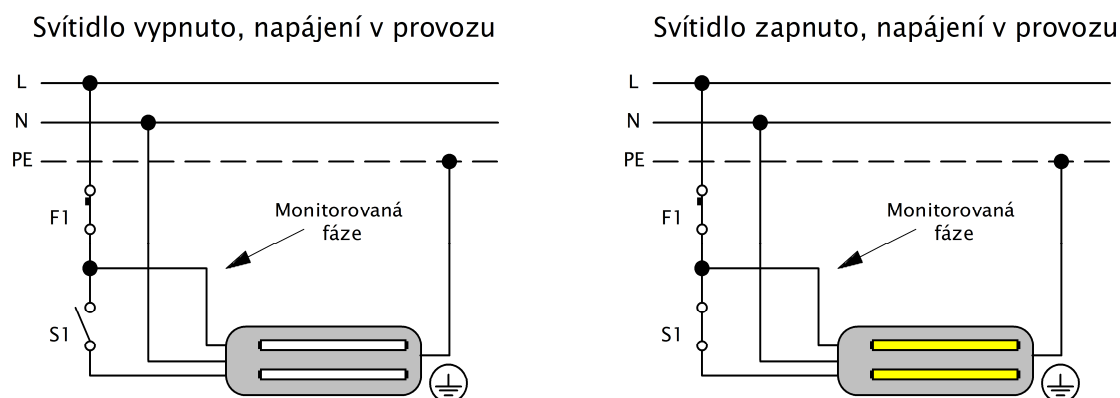 Svítidlo vypnuto, napájení v provozu
L
N
PE
F1
Monitorovaná
fáze
S1
Svítidlo zapnuto, napájení v provozu
L
N
PE
F1
Monitorovaná
fáze
S1